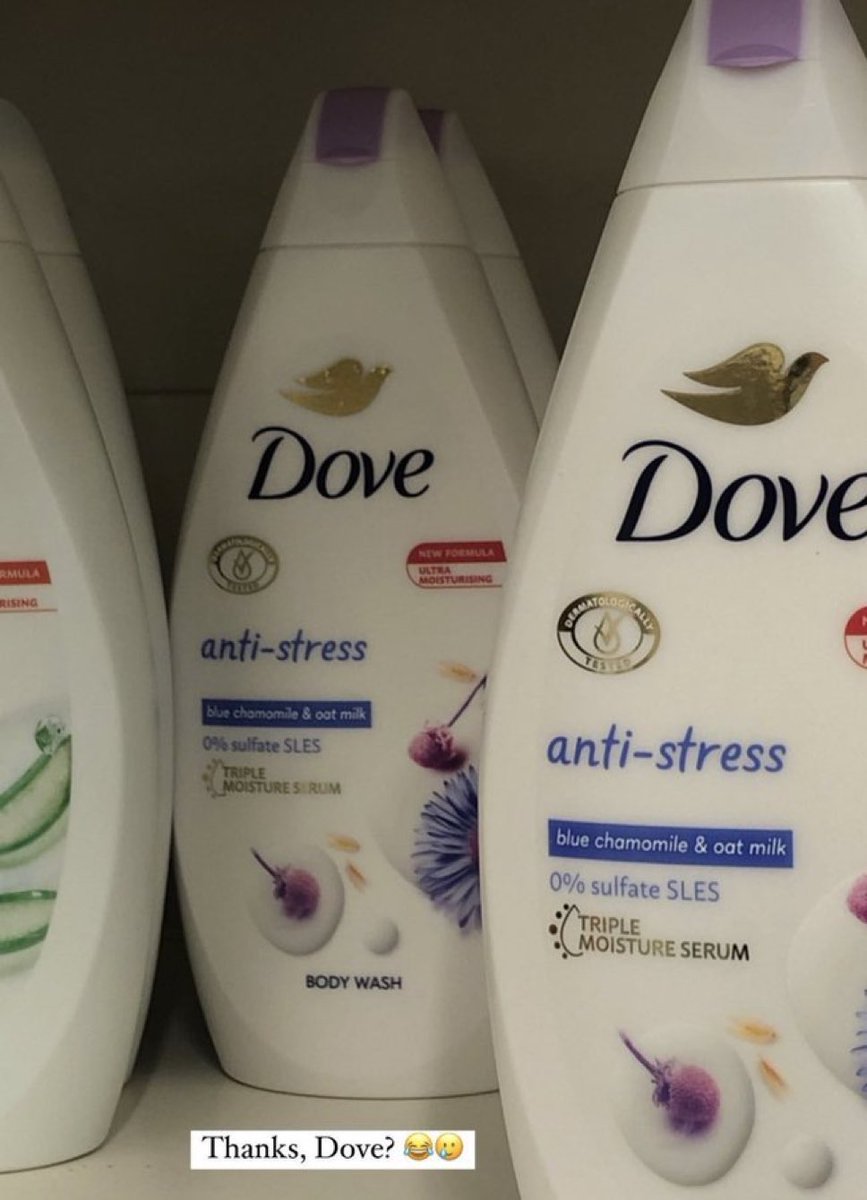 RMULA
RISING
Dove
DERMATOLOGICALLY
TESTED
NEW FORMULA
ULTRA
MOISTURISING
anti-stress
blue chamomile & oat milk
0% sulfate SLES
TRIPLE
MOISTURE SERUM
BODY WASH
Dove
DERMATOLOGICALLY
TESTED
anti-stress
blue chamomile & oat milk
0% sulfate SLES
TRIPLE
MOISTURE SERUM
Thanks, Dove? 😂🥲